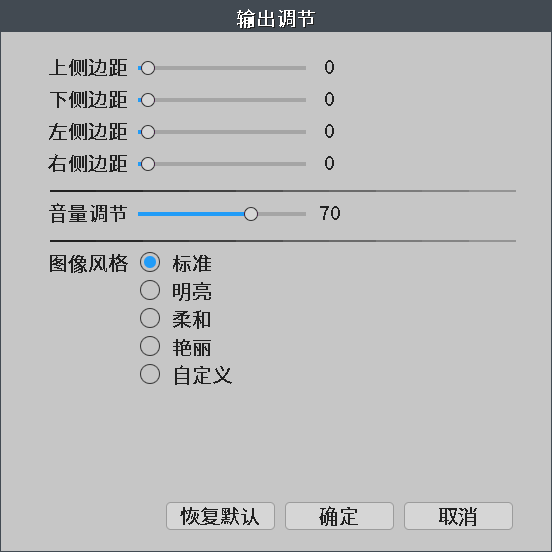 输出调节
上侧边距 0
下侧边距 0
左侧边距 0
右侧边距 0
音量调节 70
图像风格 标准
明亮
柔和
艳丽
自定义
恢复默认 确定 取消